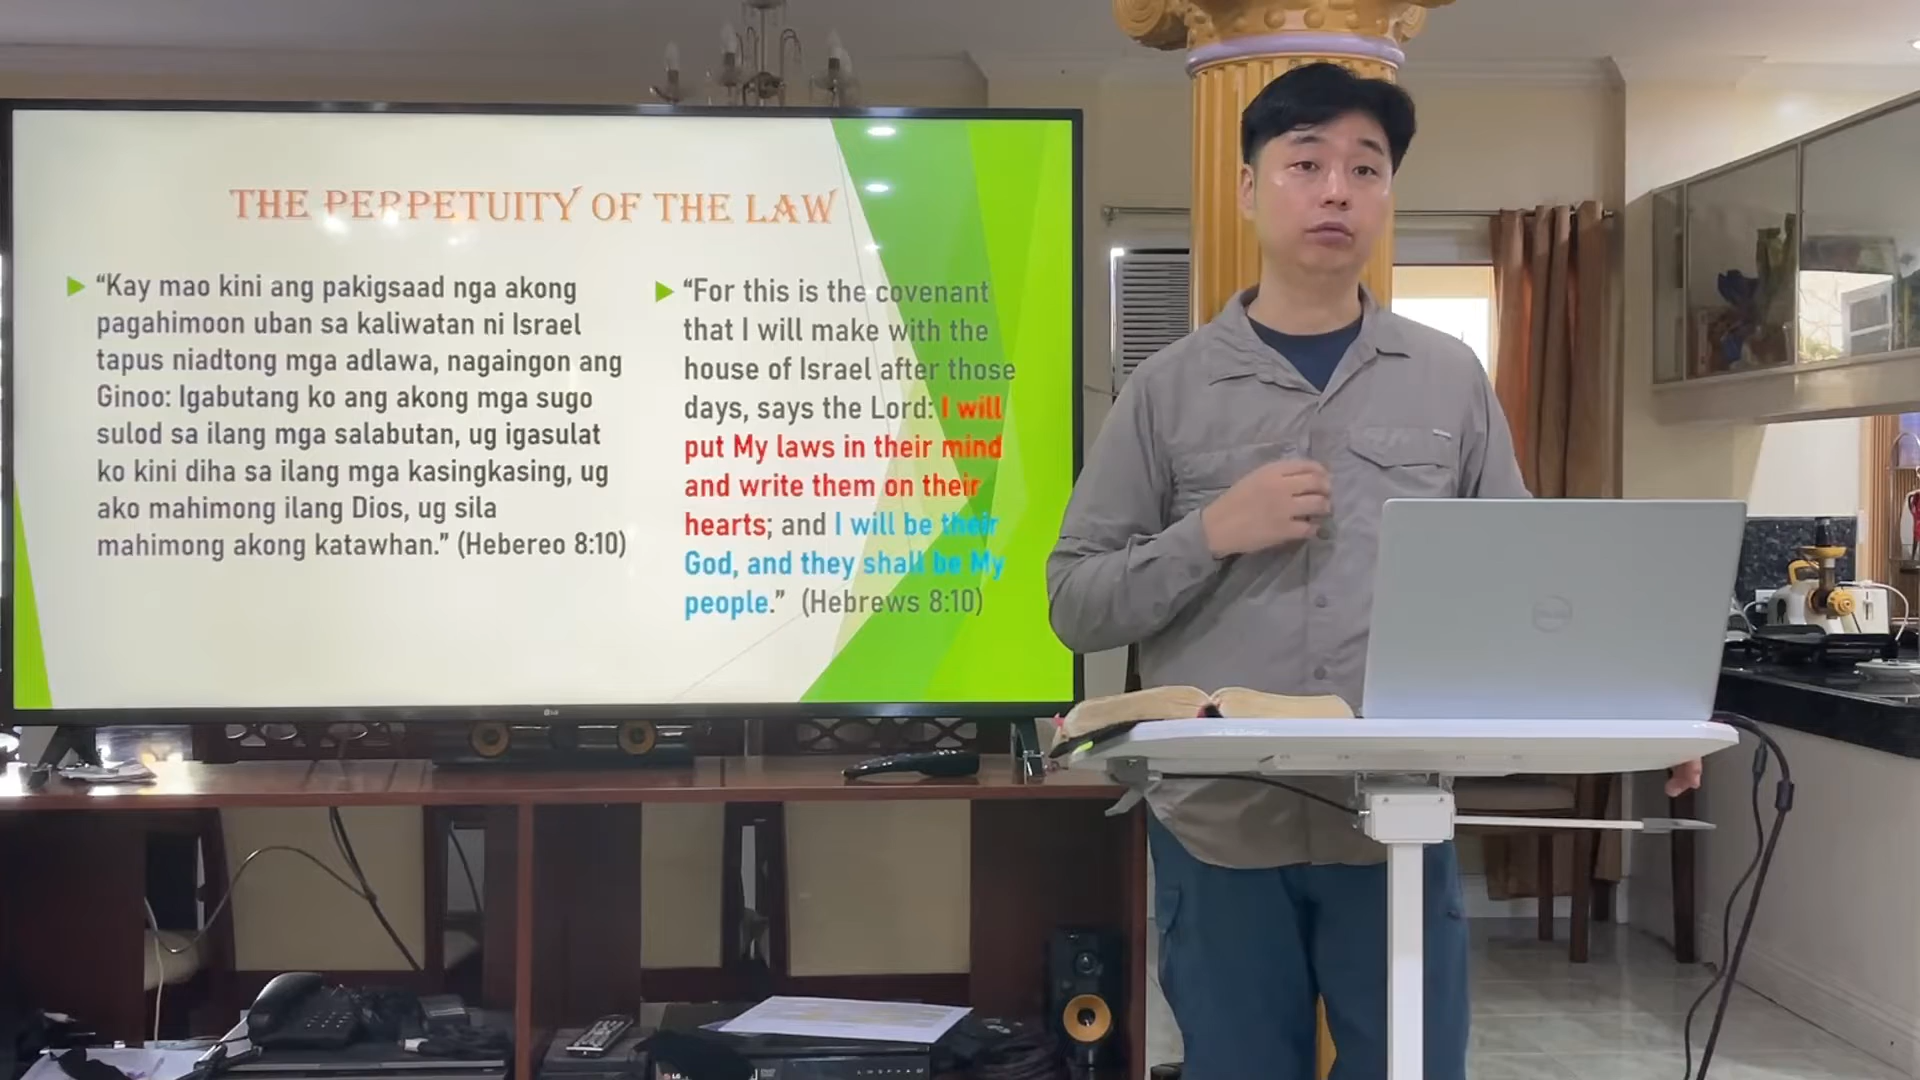 THE PERPETUITY OF THE LAW
“Kay mao kini ang pakigsaad nga akong
pagahimoon uban sa kaliwatan ni Israel
tapus niadtong mga adlawa, nagaingon ang
Ginoo: Igabutang ko ang akong mga sugo
sulod sa ilang mga salabutan, ug igasulat
ko kini diha sa ilang mga kasingkasing, ug
ako mahimong ilang Dios, ug sila
mahimong akong katawhan.” (Hebereo 8:10)
“For this is the covenant
that I will make with the
house of Israel after those
days, says the Lord: I will
put My laws in their mind
and write them on their
hearts; and I will be their
God, and they shall be My
people.” (Hebrews 8:10)
LG
DELL
LG